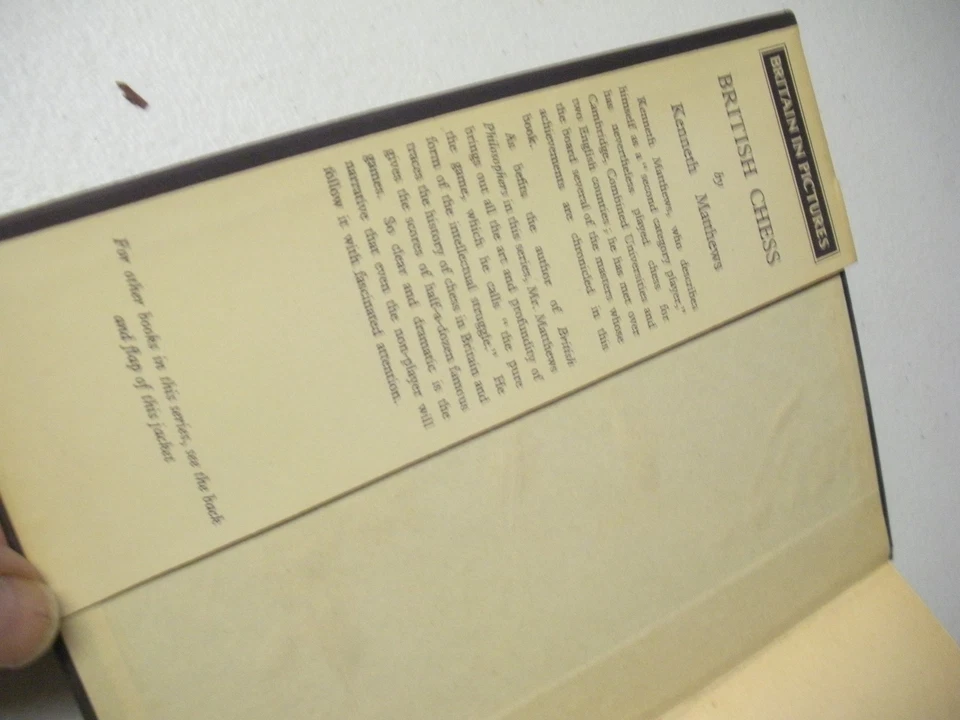 BRITAIN IN PICTURES
BRITISH CHESS
by
Kenneth Matthews
Kenneth Matthews, who describes
himself as a “second category player,”
has nevertheless played chess for
Cambridge, Combined Universities and
two English counties; he has met over
the board several of the masters whose
achievements are chronicled in this
book.
As befits the author of British
Philosophers in this series, Mr. Matthews
brings out all the art and profundity of
the game, which he calls “the pure
form of the intellectual struggle.” He
traces the history of chess in Britain and
gives the scores of half-a-dozen famous
games. So clear and dramatic is the
narrative that even the non-player will
follow it with fascinated attention.
For other books in this series, see the back
and flap of this jacket